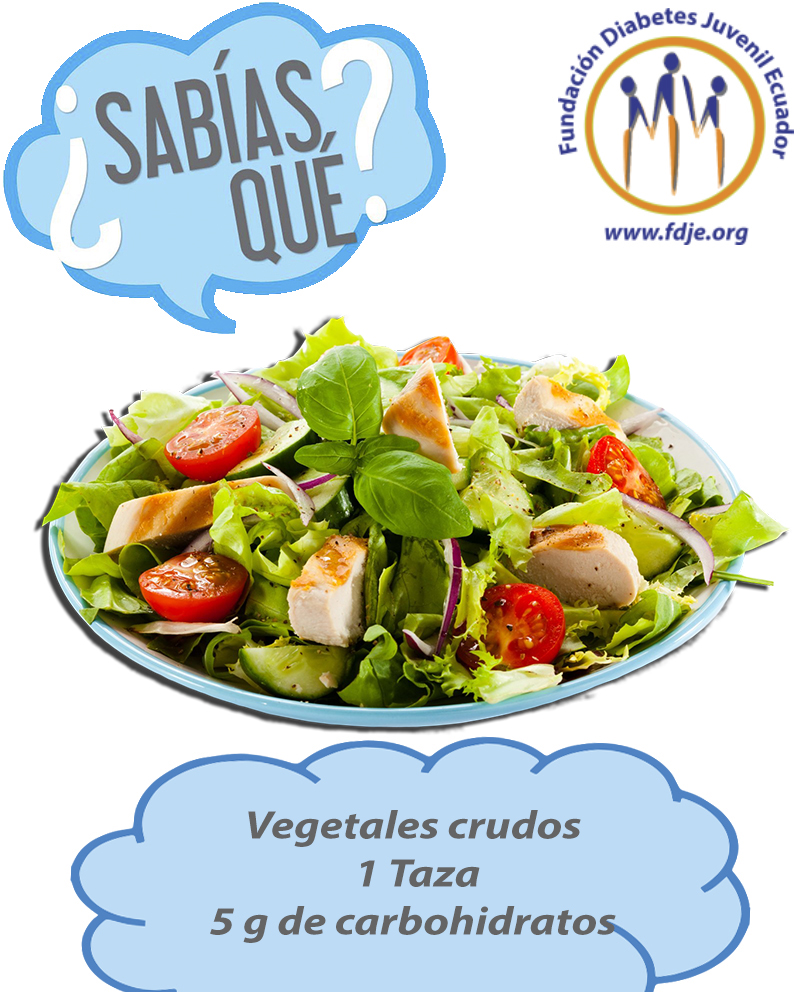 ¿SABÍAS
QUÉ?
Fundación Diabetes Juvenil Ecuador
www.fdje.org
Vegetales crudos
1 Taza
5 g de carbohidratos